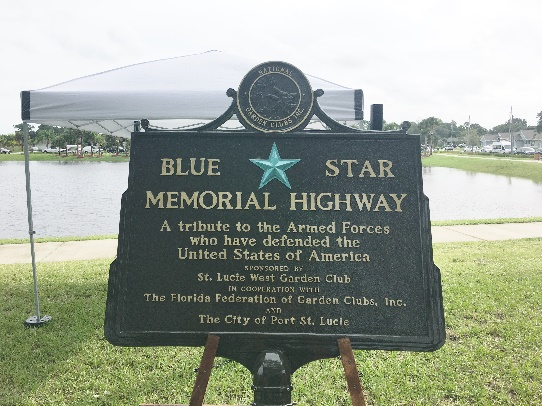 NATIONAL
GARDEN CLUBS INC.
BLUE STAR
MEMORIAL HIGHWAY
A tribute to the Armed Forces
who have defended the
United States of America
SPONSORED BY
St. Lucie West Garden Club
IN COOPERATION WITH
The Florida Federation of Garden Clubs, Inc.
AND
The City of Port St. Lucie